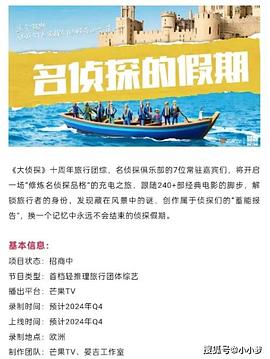 名侦探的假期
《大侦探》十周年旅行团综，名侦探俱乐部的7位常驻嘉宾们，将开启
一场“修炼名侦探品格”的充电之旅，跟随240+部经典电影的脚步，解
锁旅行者的身份，发现藏在风景中的谜，创作属于侦探们的“蓄能报
告”，换一个记忆中永远不会结束的侦探假期。
基本信息：
项目状态：招商中
节目类型：首档轻推理旅行团体综艺
播出平台：芒果TV
录制时间：预计2024年Q4
上线时间：预计2024年Q4
录制地点：欧洲
制作团队：芒果TV、晏吉工作室
搜狐号@小小梦